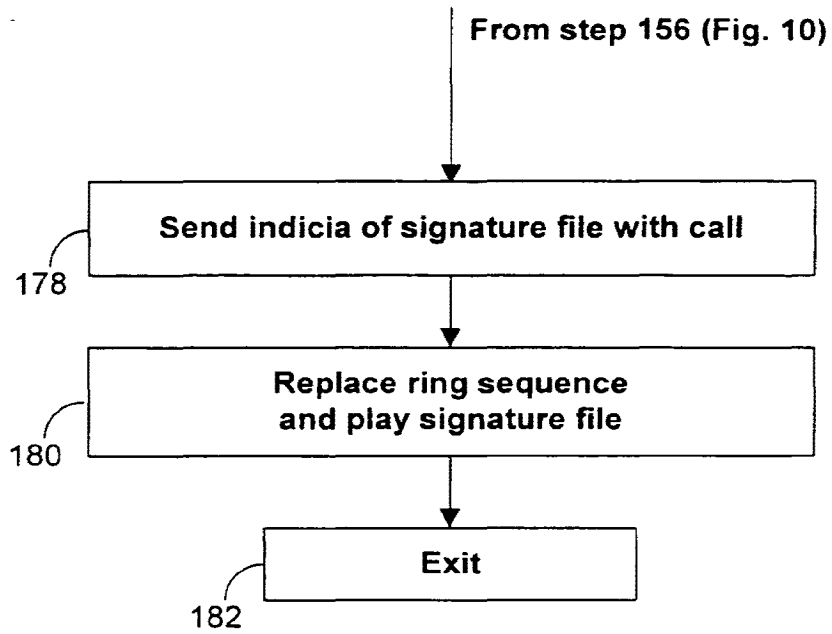 From step 156 (Fig. 10)
Send indicia of signature file with call
178
Replace ring sequence
and play signature file
180
Exit
182